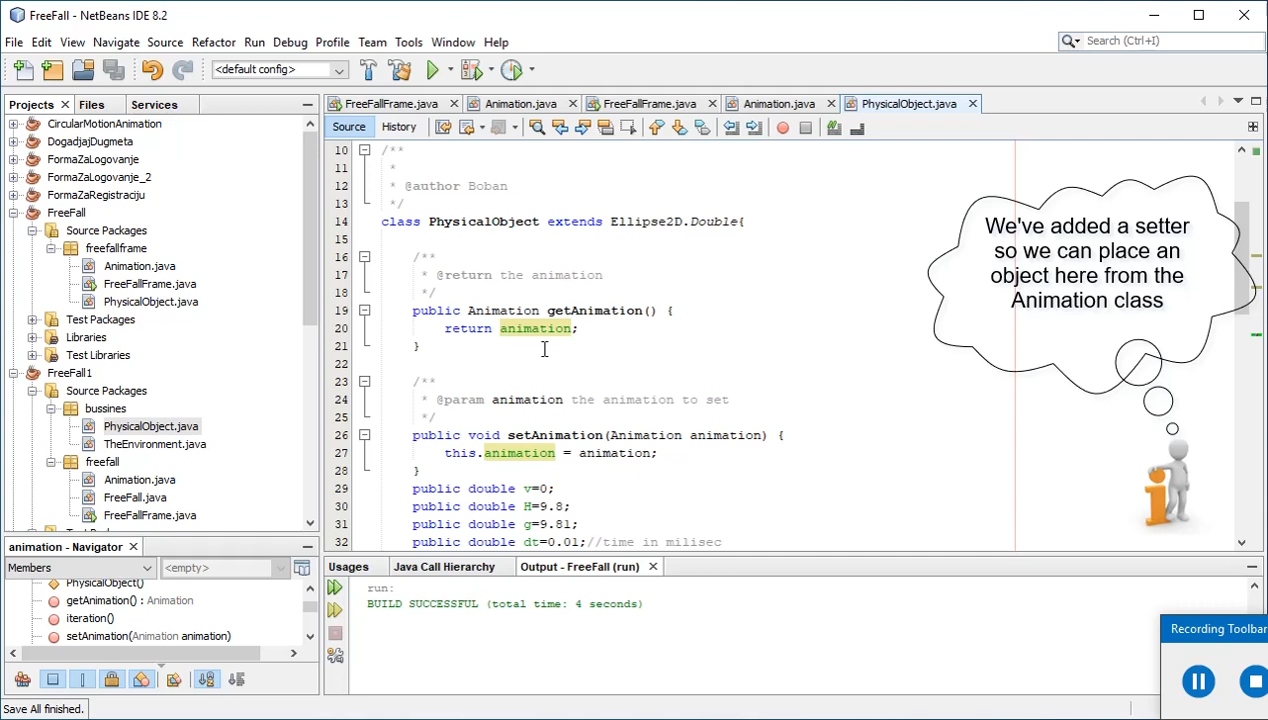 FreeFall - NetBeans IDE 8.2
File Edit View Navigate Source Refactor Run Debug Profile Team Tools Window Help
Search (Ctrl+I)
<default config>
Projects Files Services
FreeFallFrame.java Animation.java FreeFallFrame.java Animation.java PhysicalObject.java
Source History
CircularMotionAnimation
DogadjajDugmeta
FormaZaLogovanje
FormaZaLogovanje_2
FormaZaRegistraciju
FreeFall
Source Packages
freefallframe
Animation.java
FreeFallFrame.java
PhysicalObject.java
Test Packages
Libraries
Test Libraries
FreeFall1
Source Packages
bussines
PhysicalObject.java
TheEnvironment.java
freefall
Animation.java
FreeFall.java
FreeFallFrame.java
10 /**
11 *
12 * @author Boban
13 */
14 class PhysicalObject extends Ellipse2D.Double{
15
16 /**
17 * @return the animation
18 */
19 public Animation getAnimation() {
20 return animation;
21 }
22
23 /**
24 * @param animation the animation to set
25 */
26 public void setAnimation(Animation animation) {
27 this.animation = animation;
28 }
29 public double v=0;
30 public double H=9.8;
31 public double g=9.81;
32 public double dt=0.01;//time in milisec
We've added a setter
so we can place an
object here from the
Animation class
i
animation - Navigator
Members <empty>
PhysicalObject()
getAnimation() : Animation
iteration()
setAnimation(Animation animation)
Usages Java Call Hierarchy Output - FreeFall (run)
run:
BUILD SUCCESSFUL (total time: 4 seconds)
Recording Toolbar
Save All finished.